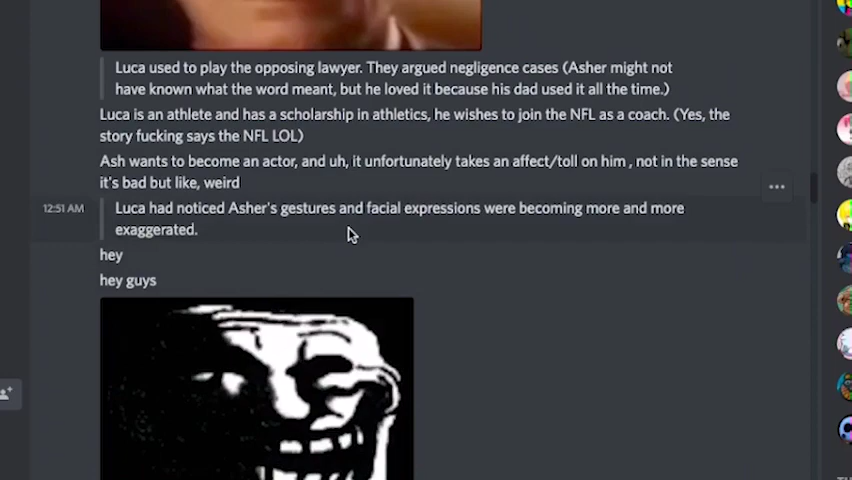 Luca used to play the opposing lawyer. They argued negligence cases (Asher might not
have known what the word meant, but he loved it because his dad used it all the time.)
Luca is an athlete and has a scholarship in athletics, he wishes to join the NFL as a coach. (Yes, the
story fucking says the NFL LOL)
Ash wants to become an actor, and uh, it unfortunately takes an affect/toll on him , not in the sense
it's bad but like, weird
12:51 AM
Luca had noticed Asher's gestures and facial expressions were becoming more and more
exaggerated.
hey
hey guys